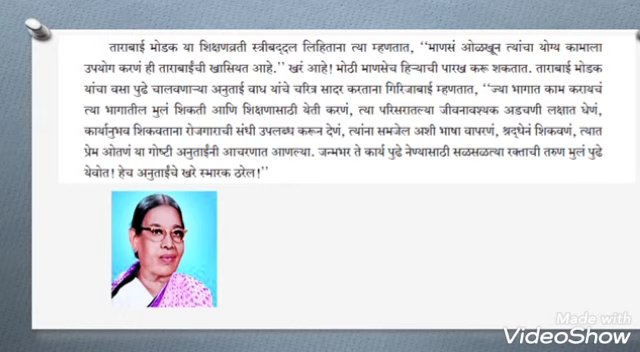 ताराबाई मोडक या शिक्षणव्रती स्त्रीबद्दल लिहिताना त्या म्हणतात, ‘‘माणसं ओळखून त्यांचा योग्य कामाला
उपयोग करणं ही ताराबाईंची खासियत आहे.’’ खरं आहे! मोठी माणसेच हिऱ्याची पारख करू शकतात. ताराबाई मोडक
यांचा वसा पुढे चालवणाऱ्या अनुताई वाध यांचे चरित्र सादर करताना गिरिजाबाई म्हणतात, ‘‘ज्या भागात काम करायचं
त्या भागातील मुलं शिकती आणि शिक्षणासाठी येती करणं, त्या परिसरातल्या जीवनावश्यक अडचणी लक्षात घेणं,
कार्यानुभव शिकवताना रोजगाराची संधी उपलब्ध करून देणं, त्यांना समजेल अशी भाषा वापरणं, श्रद्धेनं शिकवणं, त्यात
प्रेम ओतणं या गोष्टी अनुताईंनी आचरणात आणल्या. जन्मभर ते कार्य पुढे नेण्यासाठी सळसळत्या रक्ताची तरुण मुलं पुढे
येवोत! हेच अनुताईंचे खरे स्मारक ठरेल!’’
Made with
VideoShow